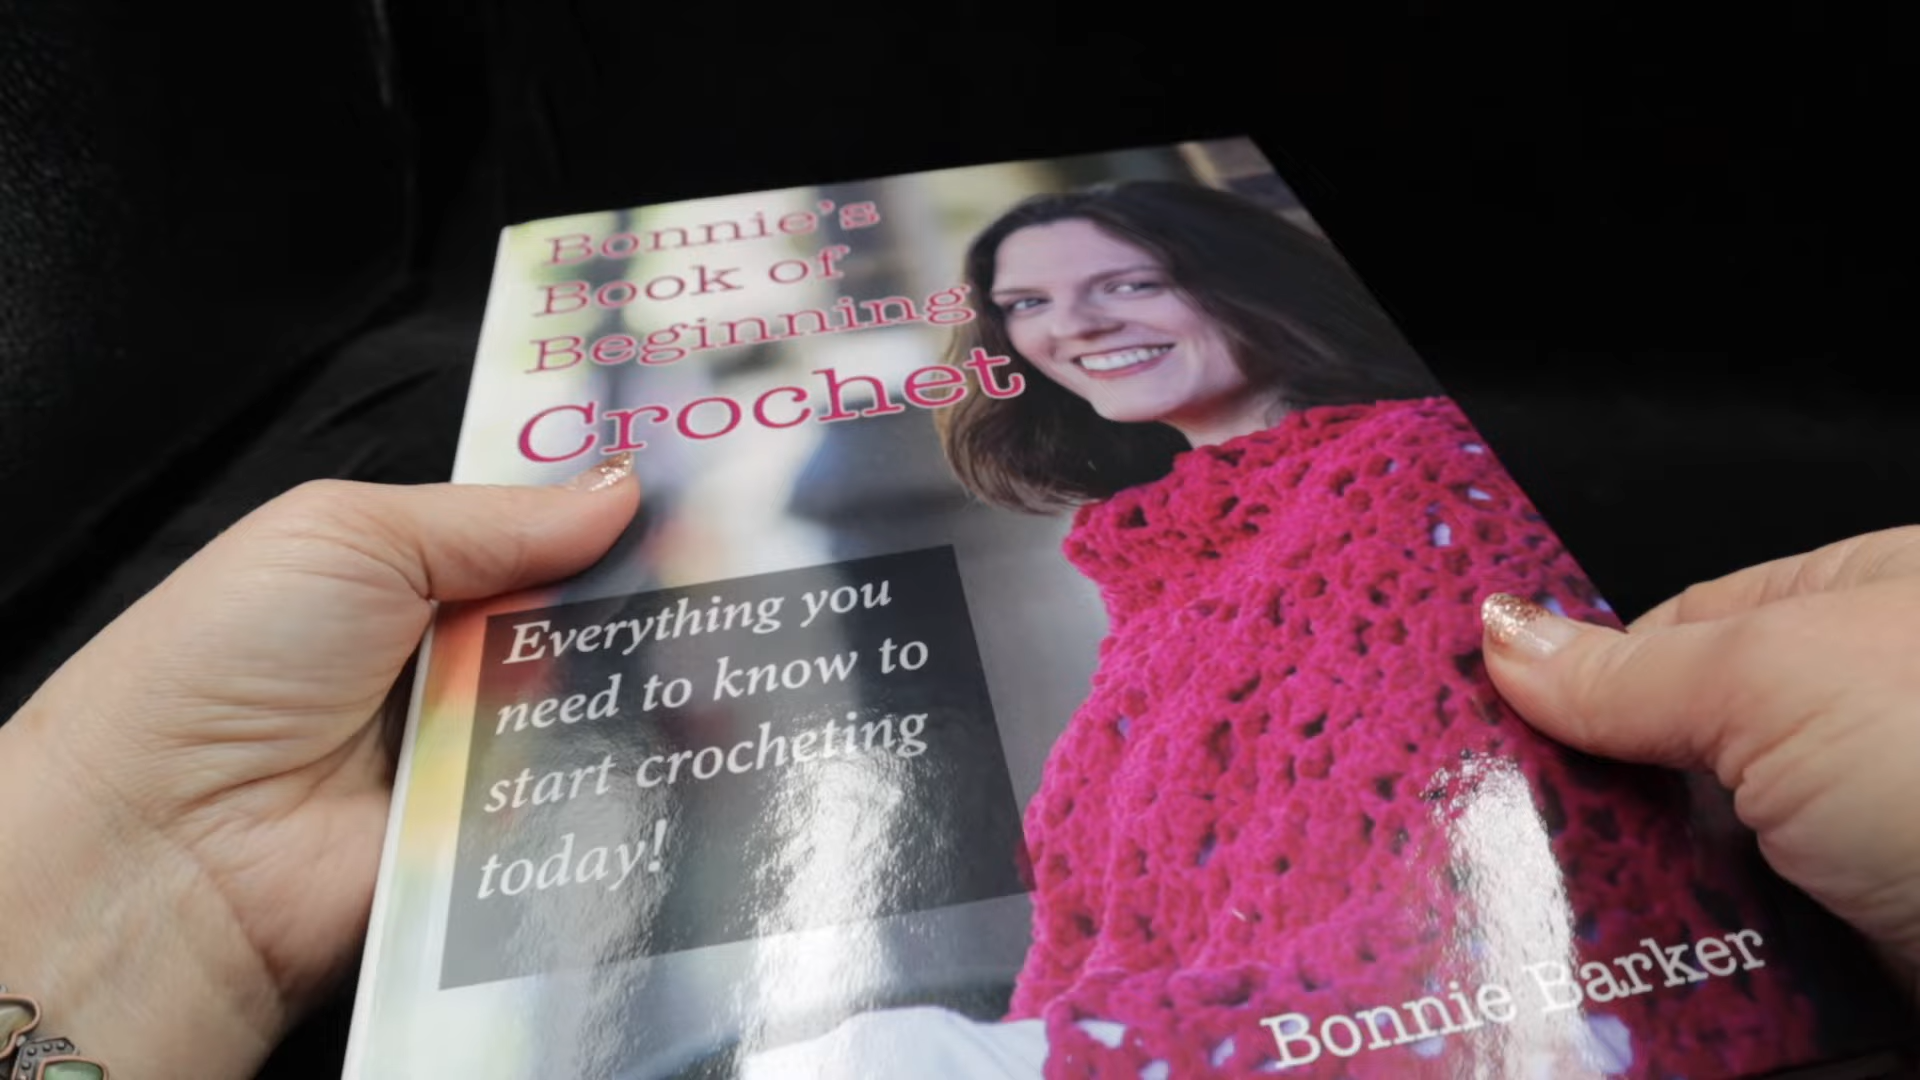 Bonnie's
Book of
Beginning
Crochet
Everything you
need to know to
start crocheting
today!
Bonnie Barker